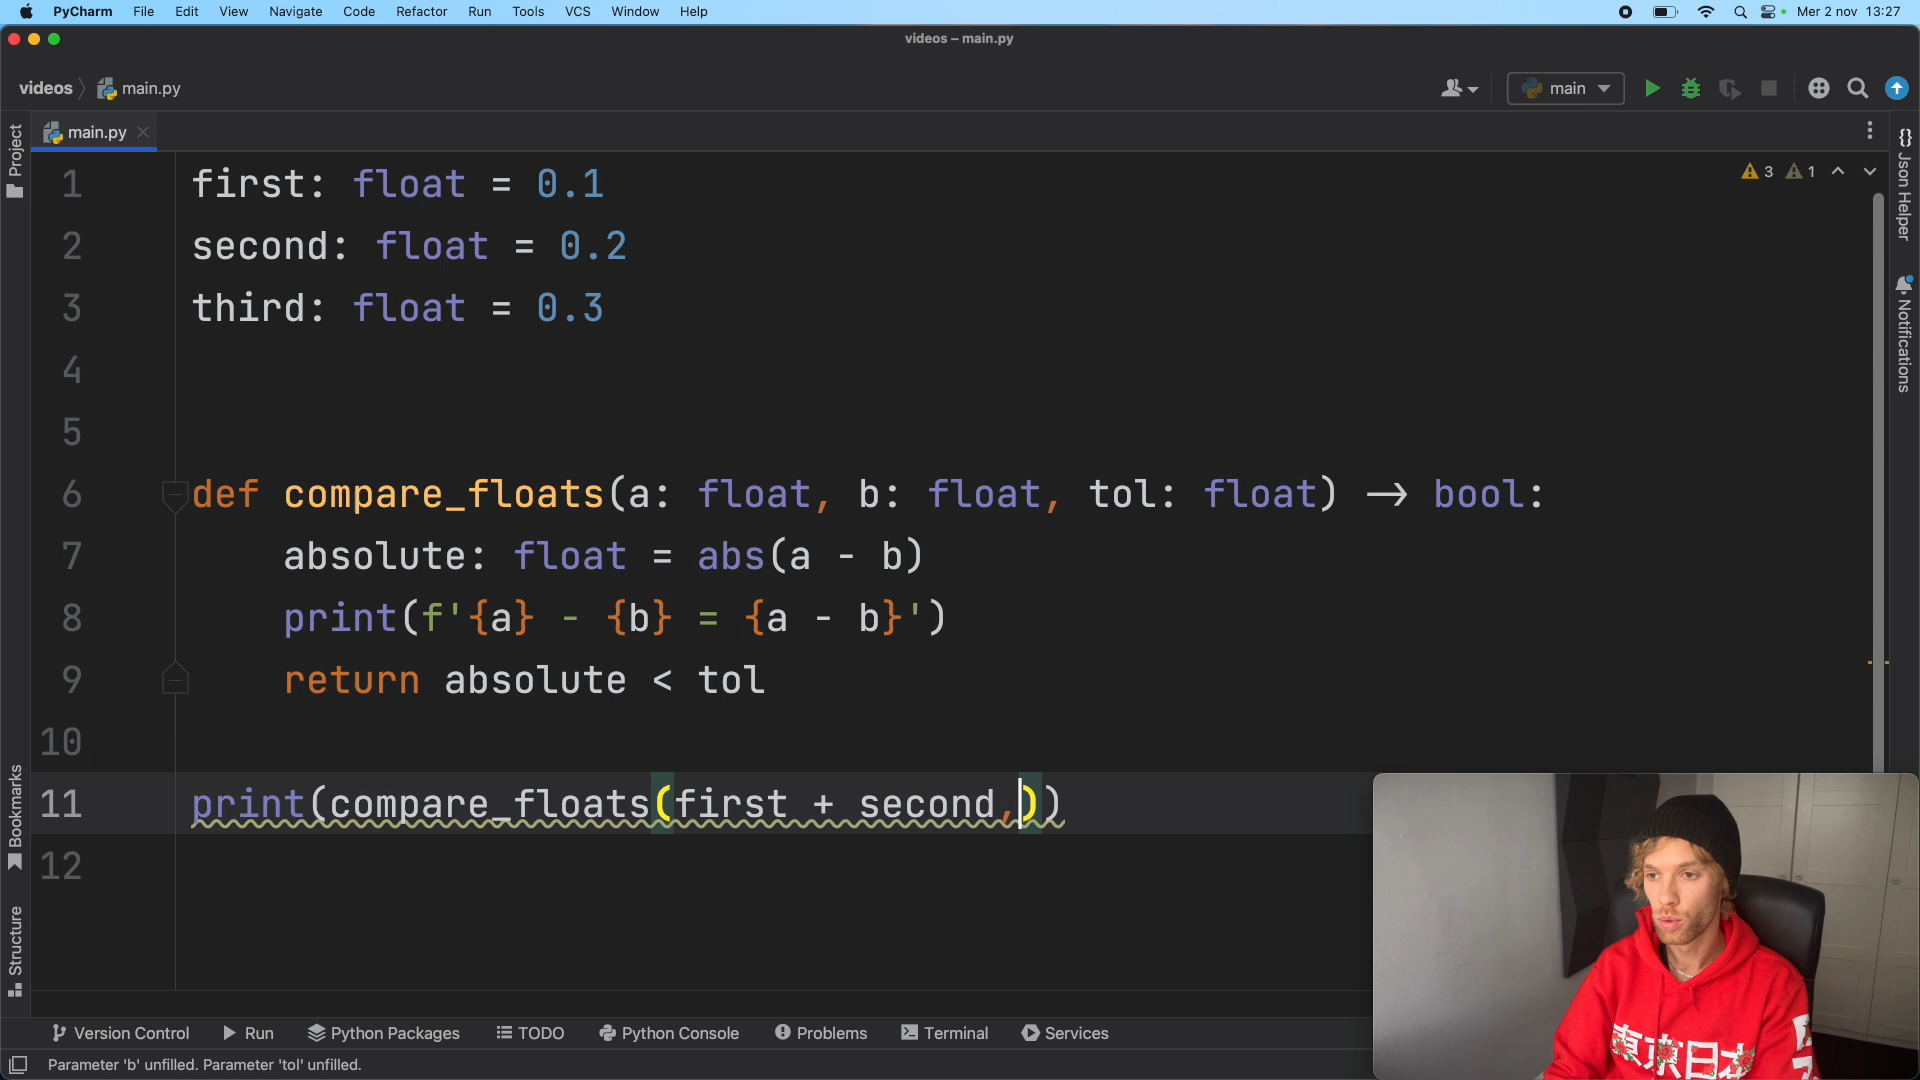 PyCharm File Edit View Navigate Code Refactor Run Tools VCS Window Help Mer 2 nov 13:27
videos – main.py
videos main.py main
main.py
Project
3 1
Json Helper
Notifications
1 first: float = 0.1
2 second: float = 0.2
3 third: float = 0.3
4
5
6 def compare_floats(a: float, b: float, tol: float) → bool:
7 absolute: float = abs(a - b)
8 print(f'{a} - {b} = {a - b}')
9 return absolute < tol
10
11 print(compare_floats(first + second,))
12
Bookmarks
Structure
東東日本
Version Control Run Python Packages TODO Python Console Problems Terminal Services
Parameter 'b' unfilled. Parameter 'tol' unfilled.